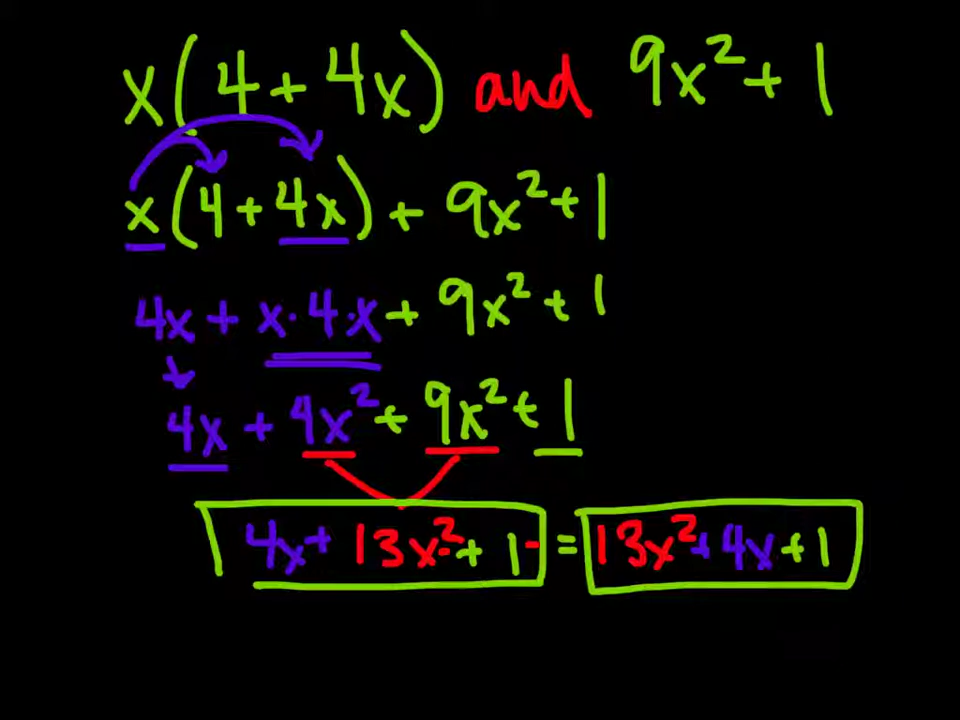 x(4 + 4x) and 9x² + 1
x(4 + 4x) + 9x² + 1
4x + x·4·x + 9x² + 1
4x + 4x² + 9x² + 1
4x + 13x² + 1 = 13x² + 4x + 1